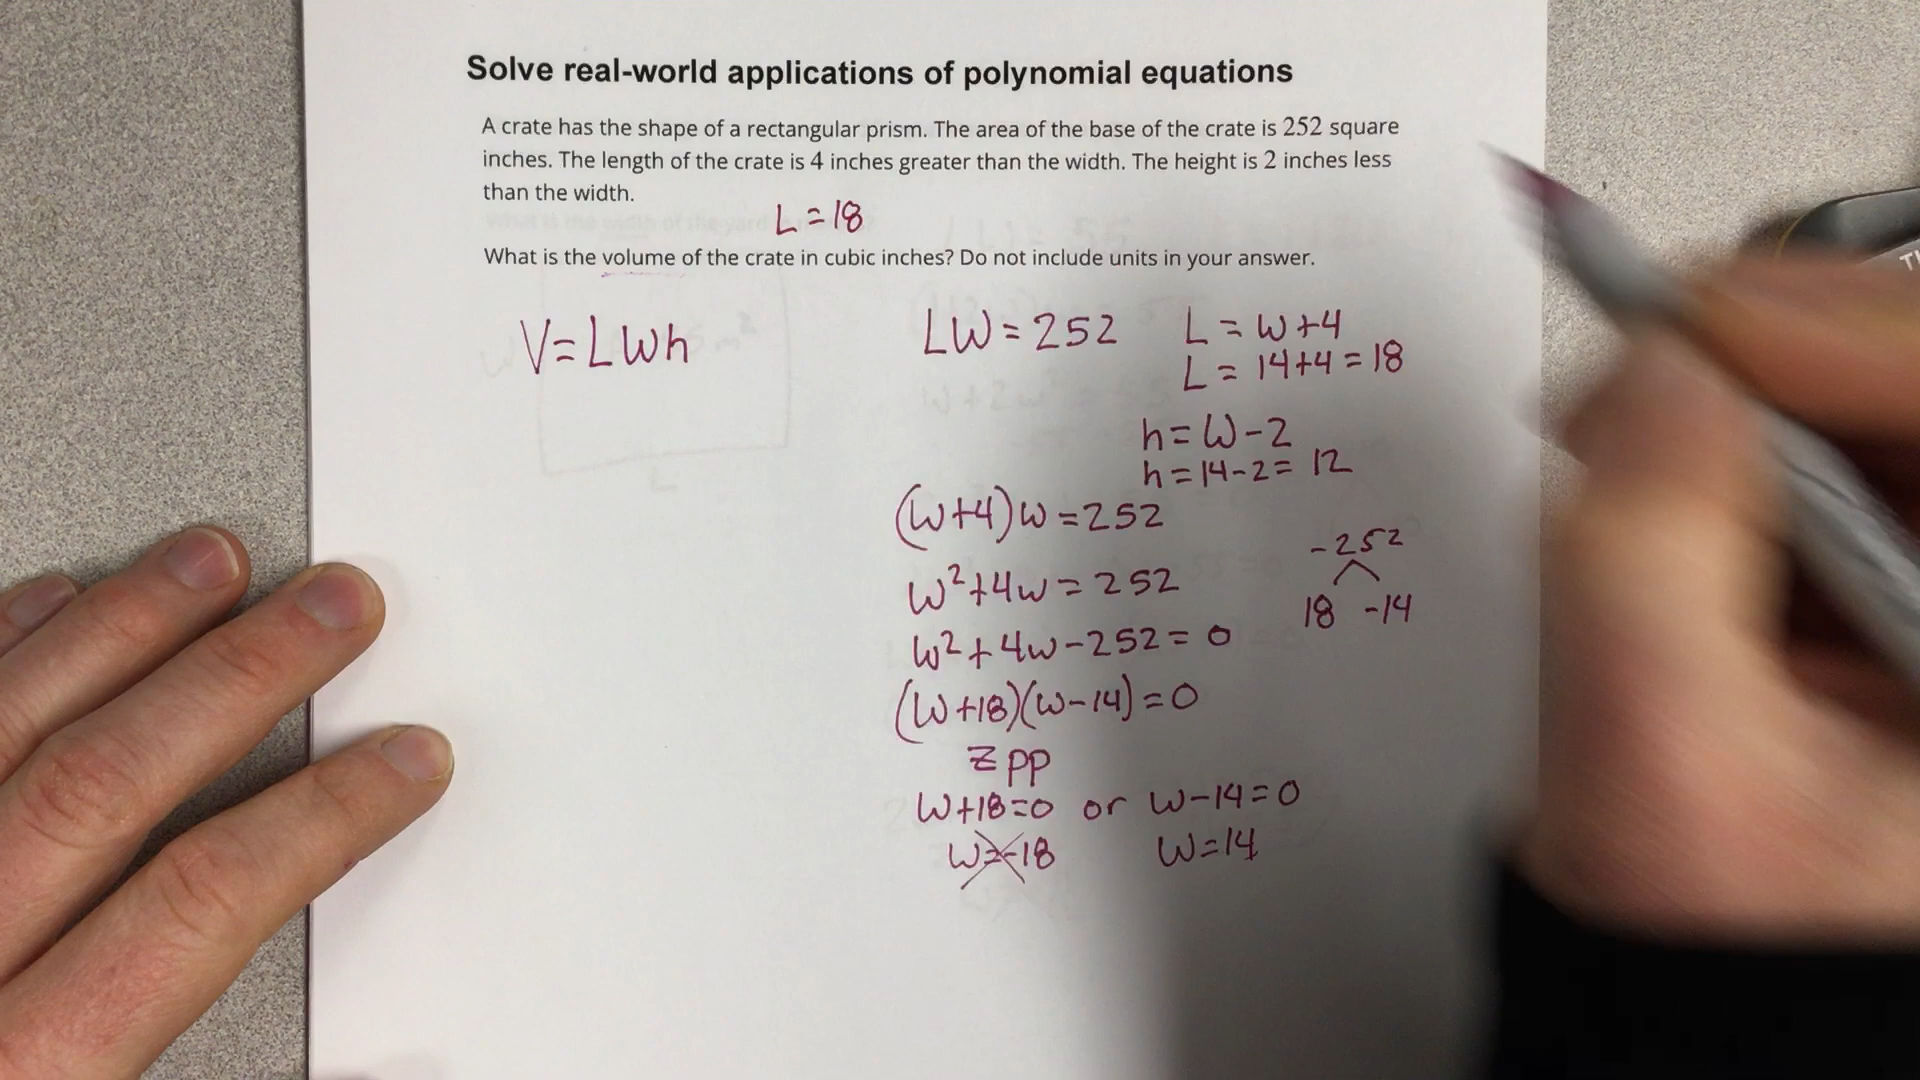 Solve real-world applications of polynomial equations
A crate has the shape of a rectangular prism. The area of the base of the crate is 252 square
inches. The length of the crate is 4 inches greater than the width. The height is 2 inches less
than the width.
L = 18
What is the volume of the crate in cubic inches? Do not include units in your answer.
V = LWh
LW = 252
L = W+4
L = 14+4 = 18
h = W-2
h = 14-2 = 12
(W+4)W = 252
W²+4W = 252
W²+4W-252 = 0
-252
18 -14
(W+18)(W-14) = 0
ZPP
W+18=0 or W-14=0
W=-18 W=14